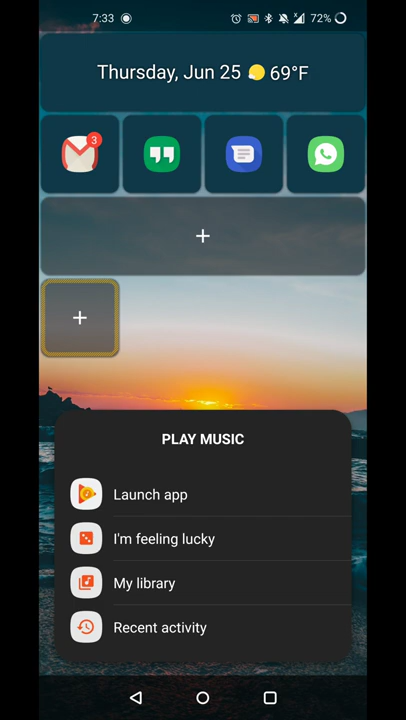 7:33
72%
Thursday, Jun 25 69°F
3
+
+
PLAY MUSIC
Launch app
I'm feeling lucky
My library
Recent activity